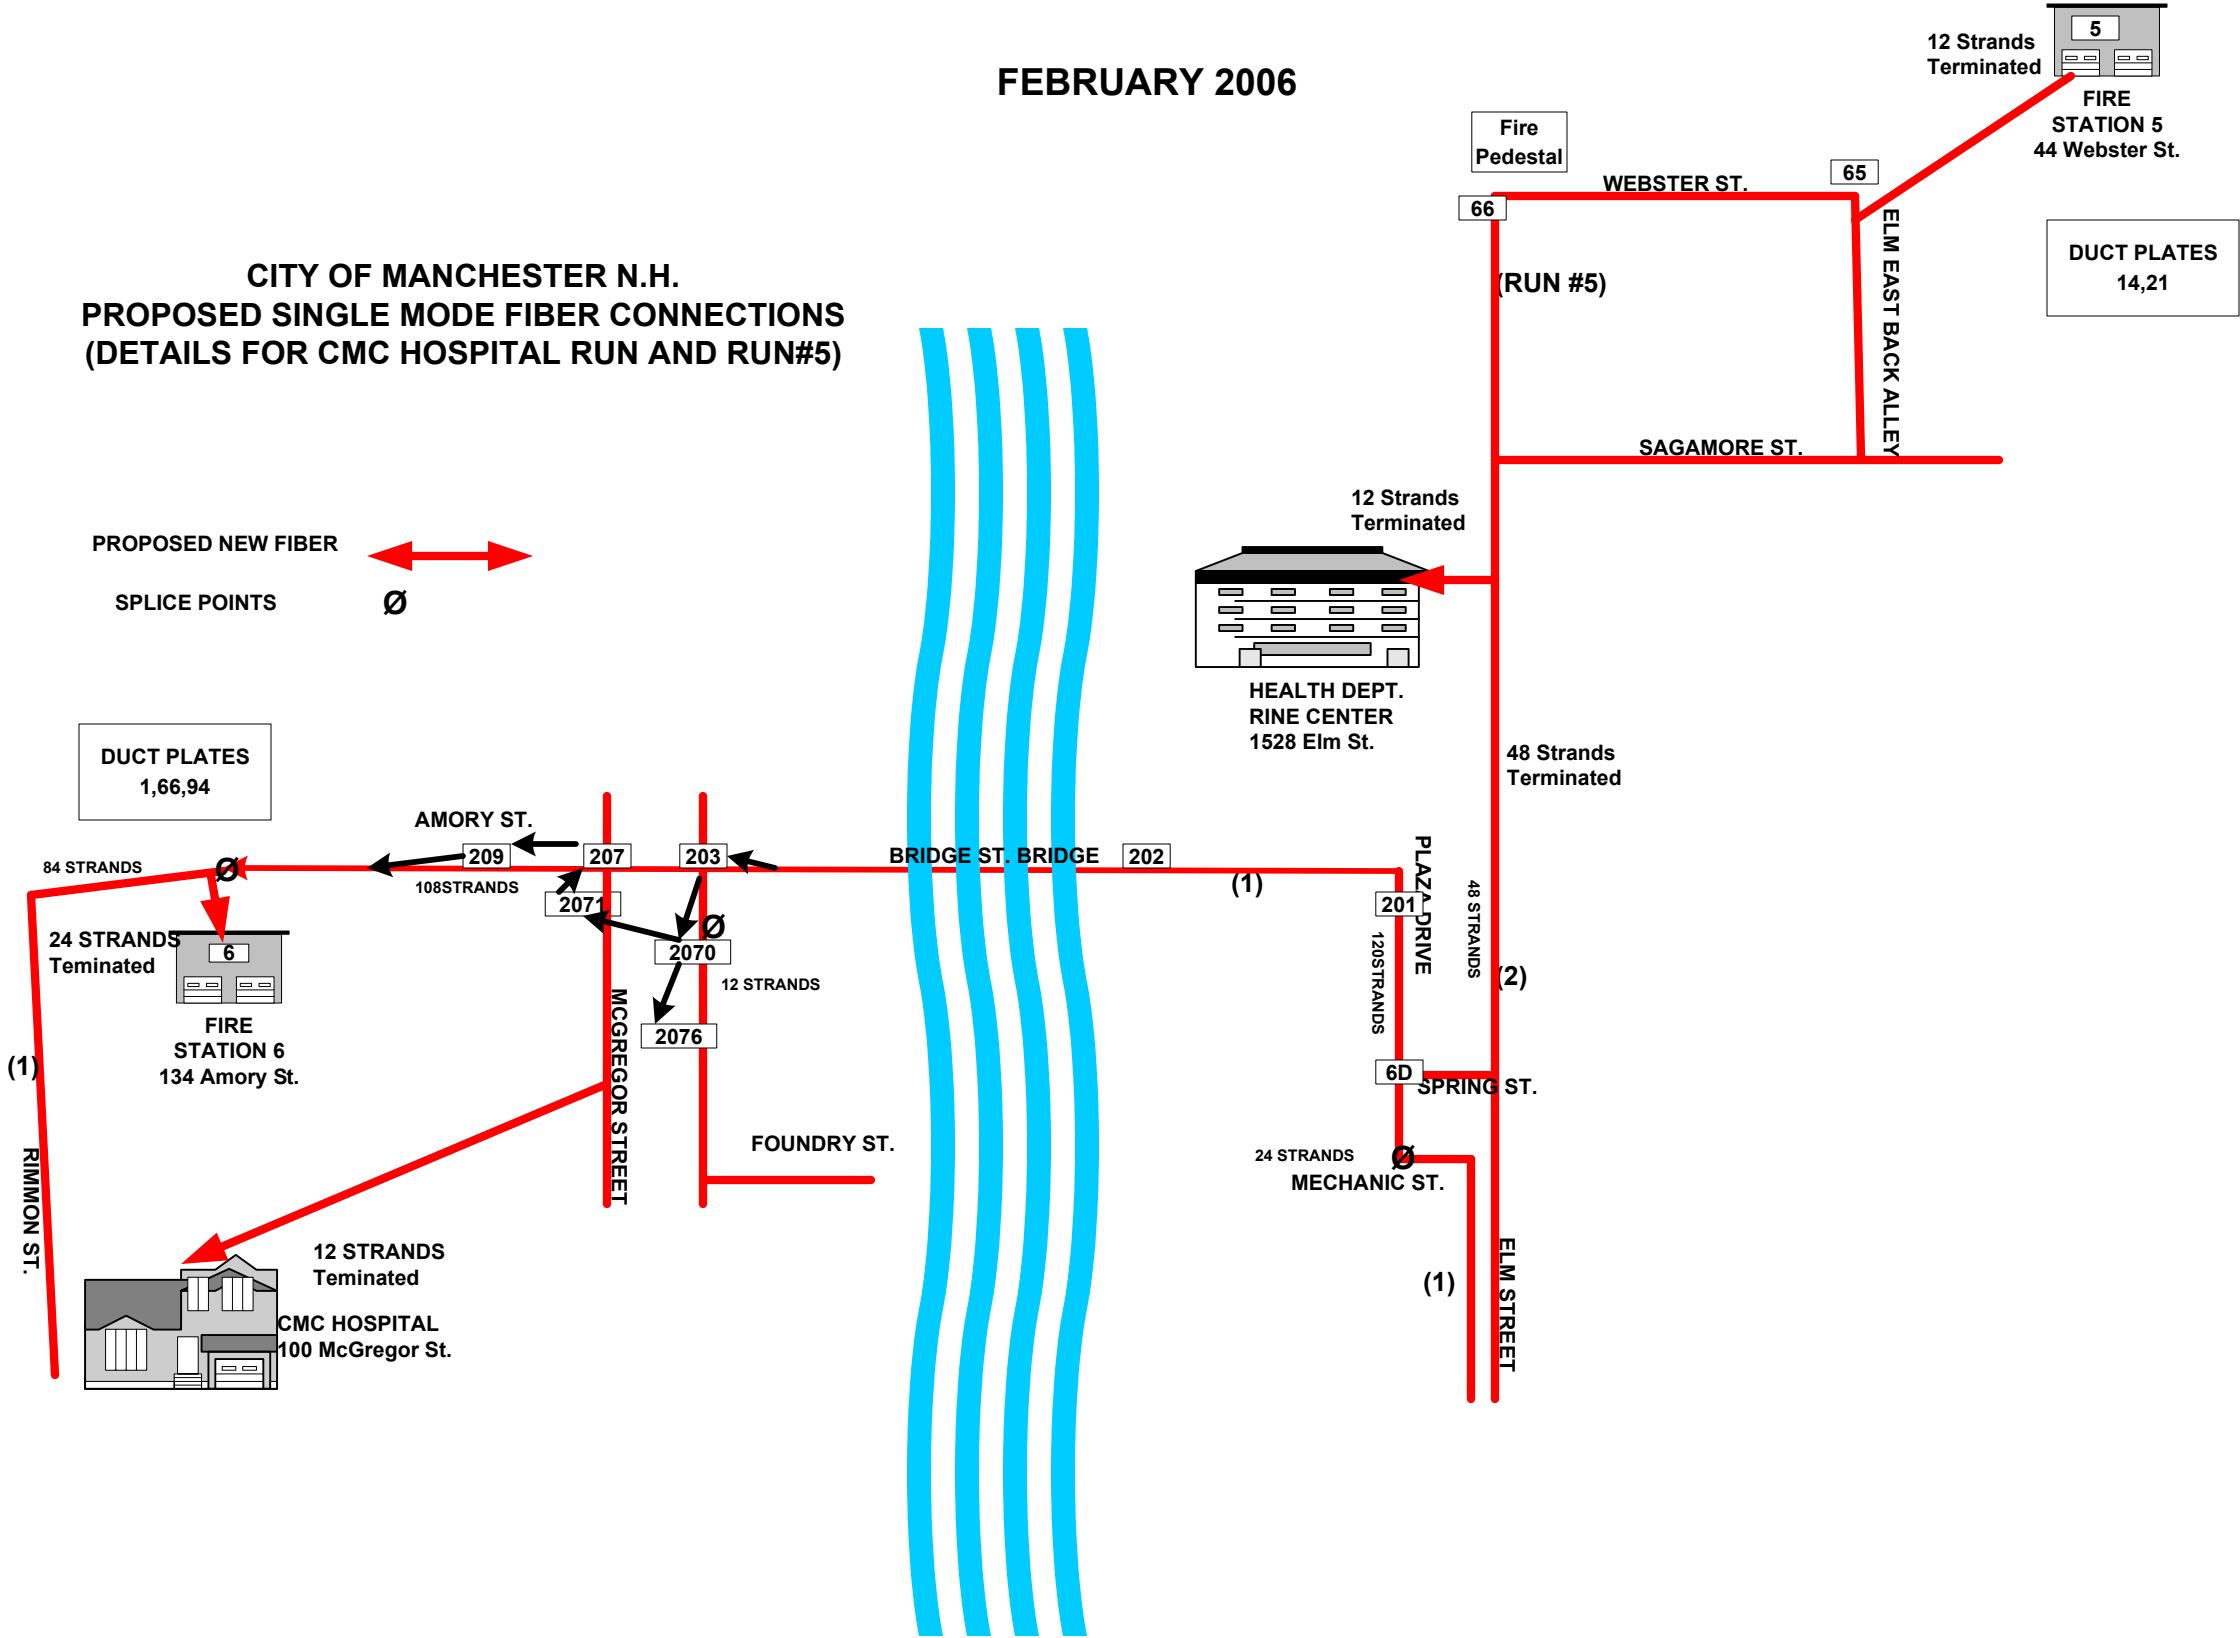 FEBRUARY 2006
12 Strands
Terminated
5
FIRE
STATION 5
44 Webster St.
Fire
Pedestal
WEBSTER ST.
65
66
ELM EAST BACK ALLEY
DUCT PLATES
14,21
CITY OF MANCHESTER N.H.
PROPOSED SINGLE MODE FIBER CONNECTIONS
(DETAILS FOR CMC HOSPITAL RUN AND RUN#5)
(RUN #5)
SAGAMORE ST.
12 Strands
Terminated
PROPOSED NEW FIBER
SPLICE POINTS Ø
HEALTH DEPT.
RINE CENTER
1528 Elm St.
48 Strands
Terminated
DUCT PLATES
1,66,94
AMORY ST.
84 STRANDS
Ø
209
207
203
BRIDGE ST. BRIDGE
202
(1)
108STRANDS
2071
201
PLAZA DRIVE
48 STRANDS
24 STRANDS
Teminated
6
Ø
2070
12 STRANDS
120STRANDS
(2)
FIRE
STATION 6
134 Amory St.
2076
MCGREGOR STREET
(1)
6D
SPRING ST.
FOUNDRY ST.
24 STRANDS
Ø
MECHANIC ST.
RIMMON ST.
12 STRANDS
Teminated
CMC HOSPITAL
100 McGregor St.
(1)
ELM STREET